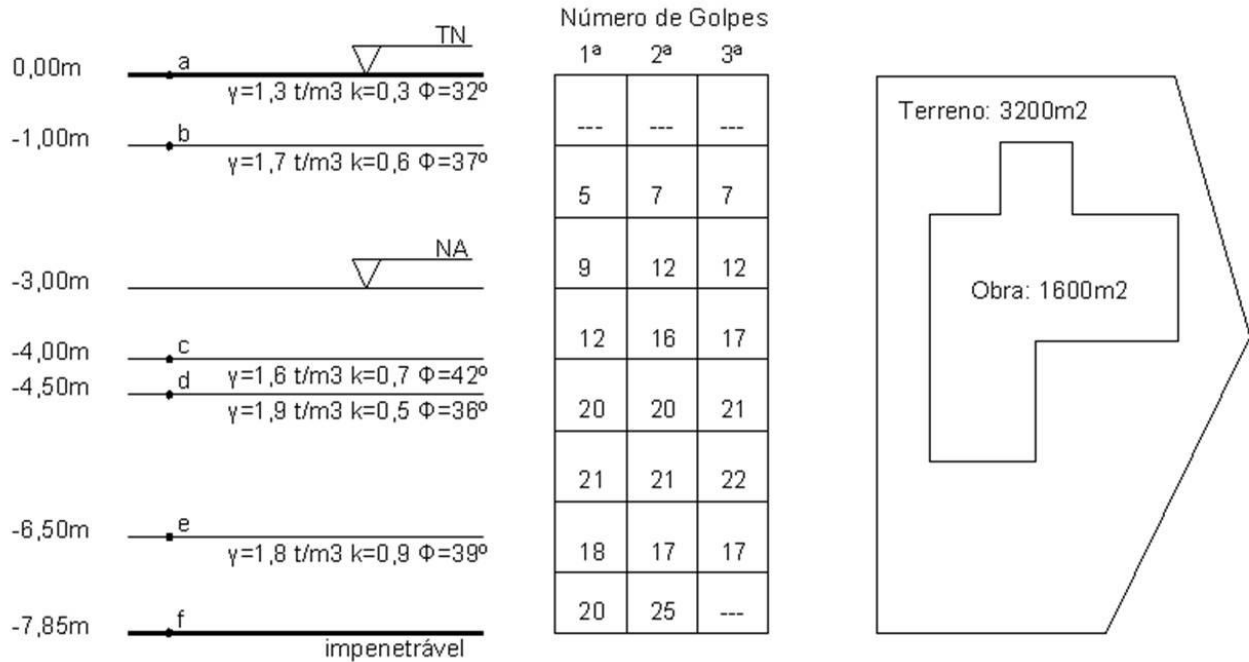 Número de Golpes
1ª 2ª 3ª
TN
0,00m a
γ=1,3 t/m3 k=0,3 Φ=32º
--- --- ---
-1,00m b
γ=1,7 t/m3 k=0,6 Φ=37º
5 7 7
NA
-3,00m
9 12 12
-4,00m c
12 16 17
γ=1,6 t/m3 k=0,7 Φ=42º
-4,50m d
γ=1,9 t/m3 k=0,5 Φ=36º
20 20 21
21 21 22
-6,50m e
γ=1,8 t/m3 k=0,9 Φ=39º
18 17 17
20 25 ---
-7,85m f
impenetrável
Terreno: 3200m2
Obra: 1600m2